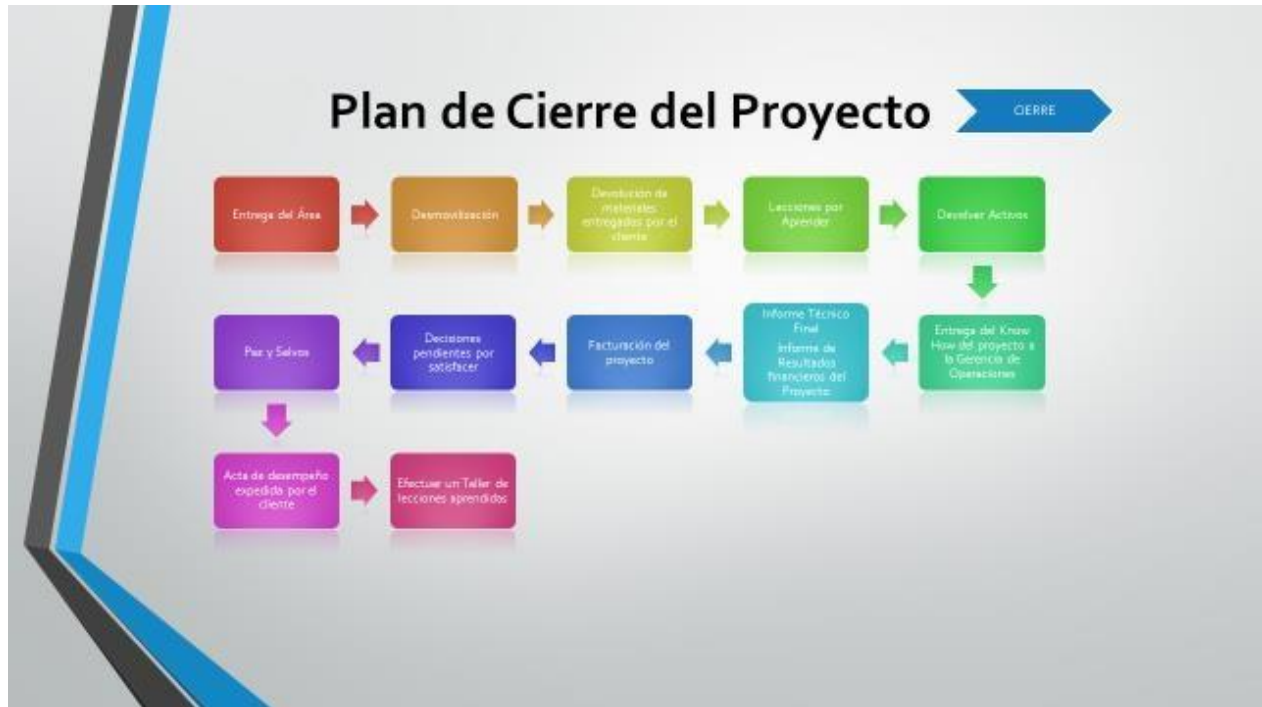 Plan de Cierre del Proyecto
CIERRE
Entrega del Área
Desmovilización
Devolución de
materiales
entregados por el
cliente
Lecciones por
Aprender
Devolver Activos
Entrega del Know
How del proyecto a
la Gerencia de
Operaciones
Informe Técnico
Final
Informe de
Resultados
financieros del
Proyecto
Facturación del
proyecto
Decisiones
pendientes por
satisfacer
Paz y Salvos
Acta de desempeño
expedida por el
cliente
Efectuar un Taller de
lecciones aprendidas